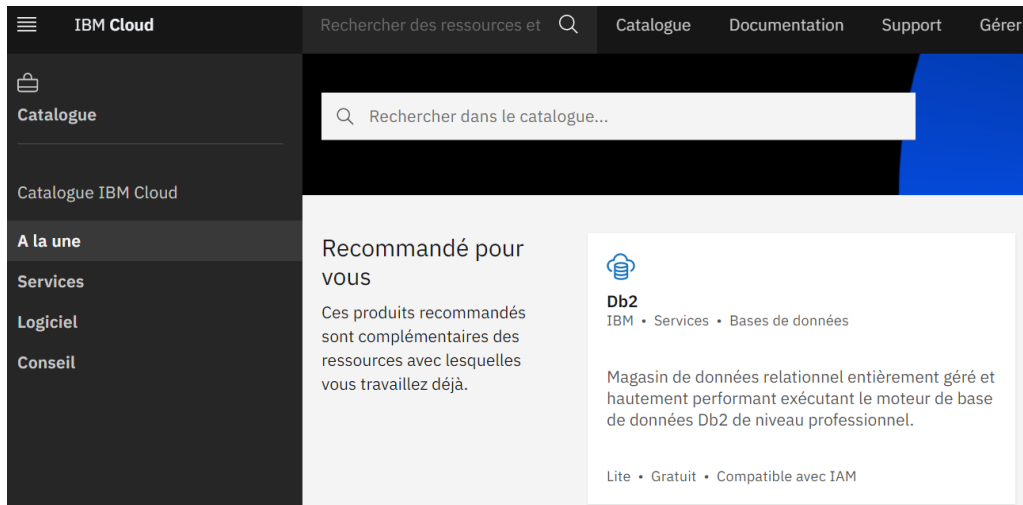 IBM Cloud
Rechercher des ressources et
Catalogue
Documentation
Support
Gérer
Catalogue
Catalogue IBM Cloud
A la une
Services
Logiciel
Conseil
Rechercher dans le catalogue...
Recommandé pour
vous
Ces produits recommandés
sont complémentaires des
ressources avec lesquelles
vous travaillez déjà.
Db2
IBM • Services • Bases de données
Magasin de données relationnel entièrement géré et
hautement performant exécutant le moteur de base
de données Db2 de niveau professionnel.
Lite • Gratuit • Compatible avec IAM